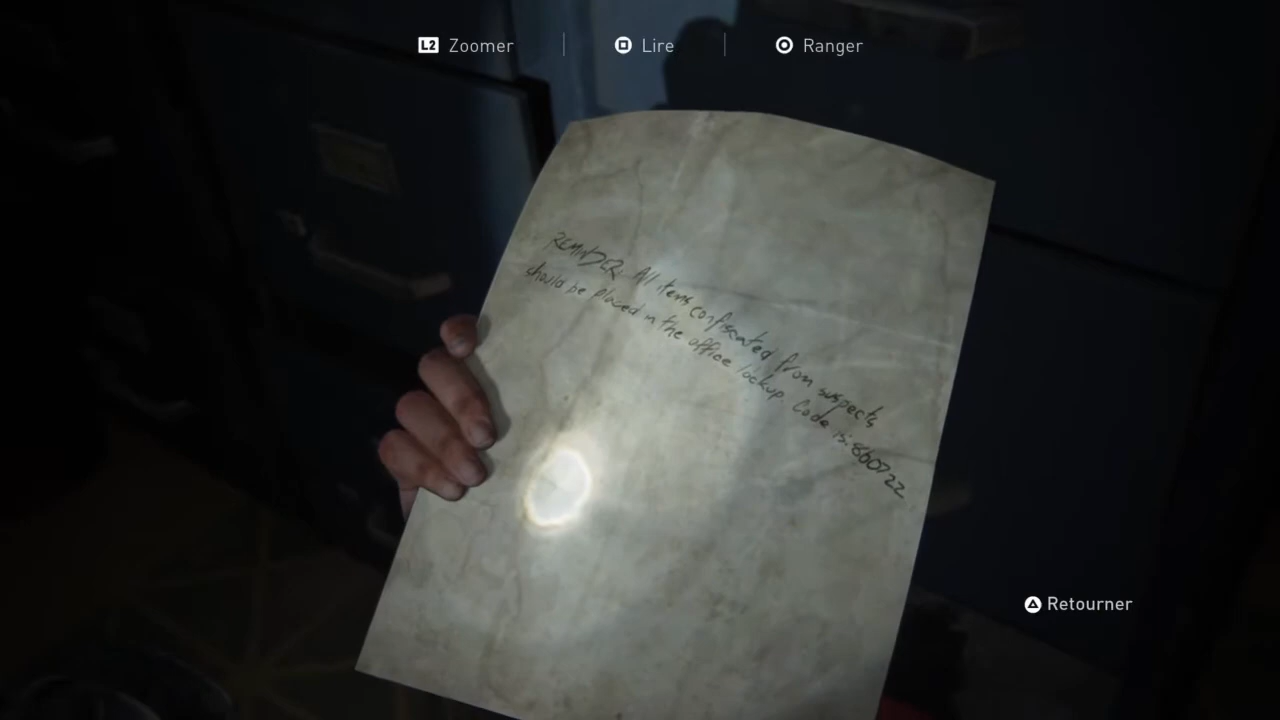 L2 Zoomer Lire Ranger
REMINDER: All items confiscated from suspects
should be placed in the office lockup. Code is: 860722
Retourner